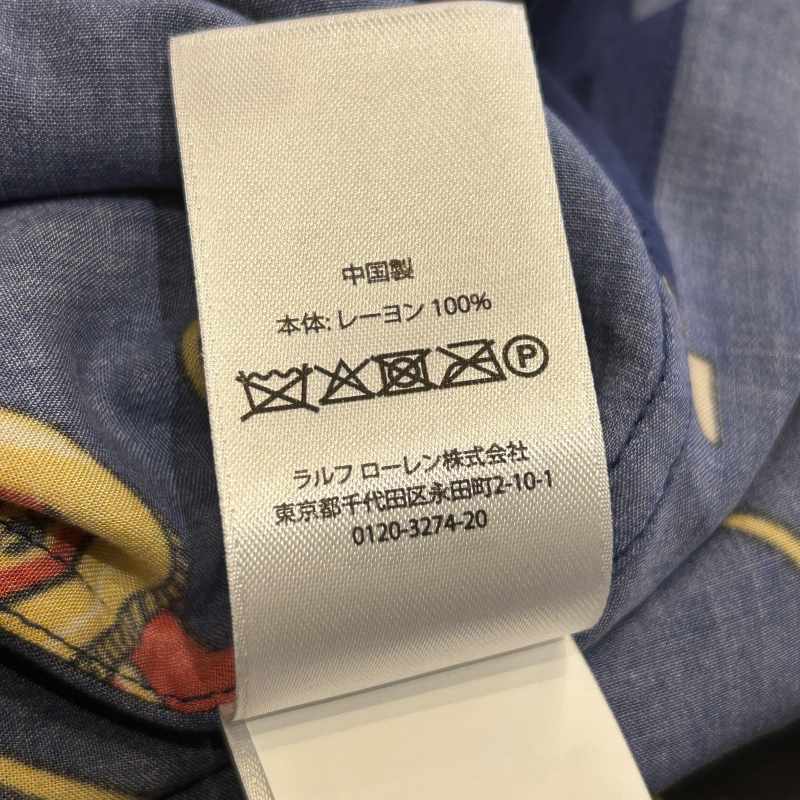 中国製
本体: レーヨン 100%
P
ラルフ ローレン株式会社
東京都千代田区永田町2-10-1
0120-3274-20